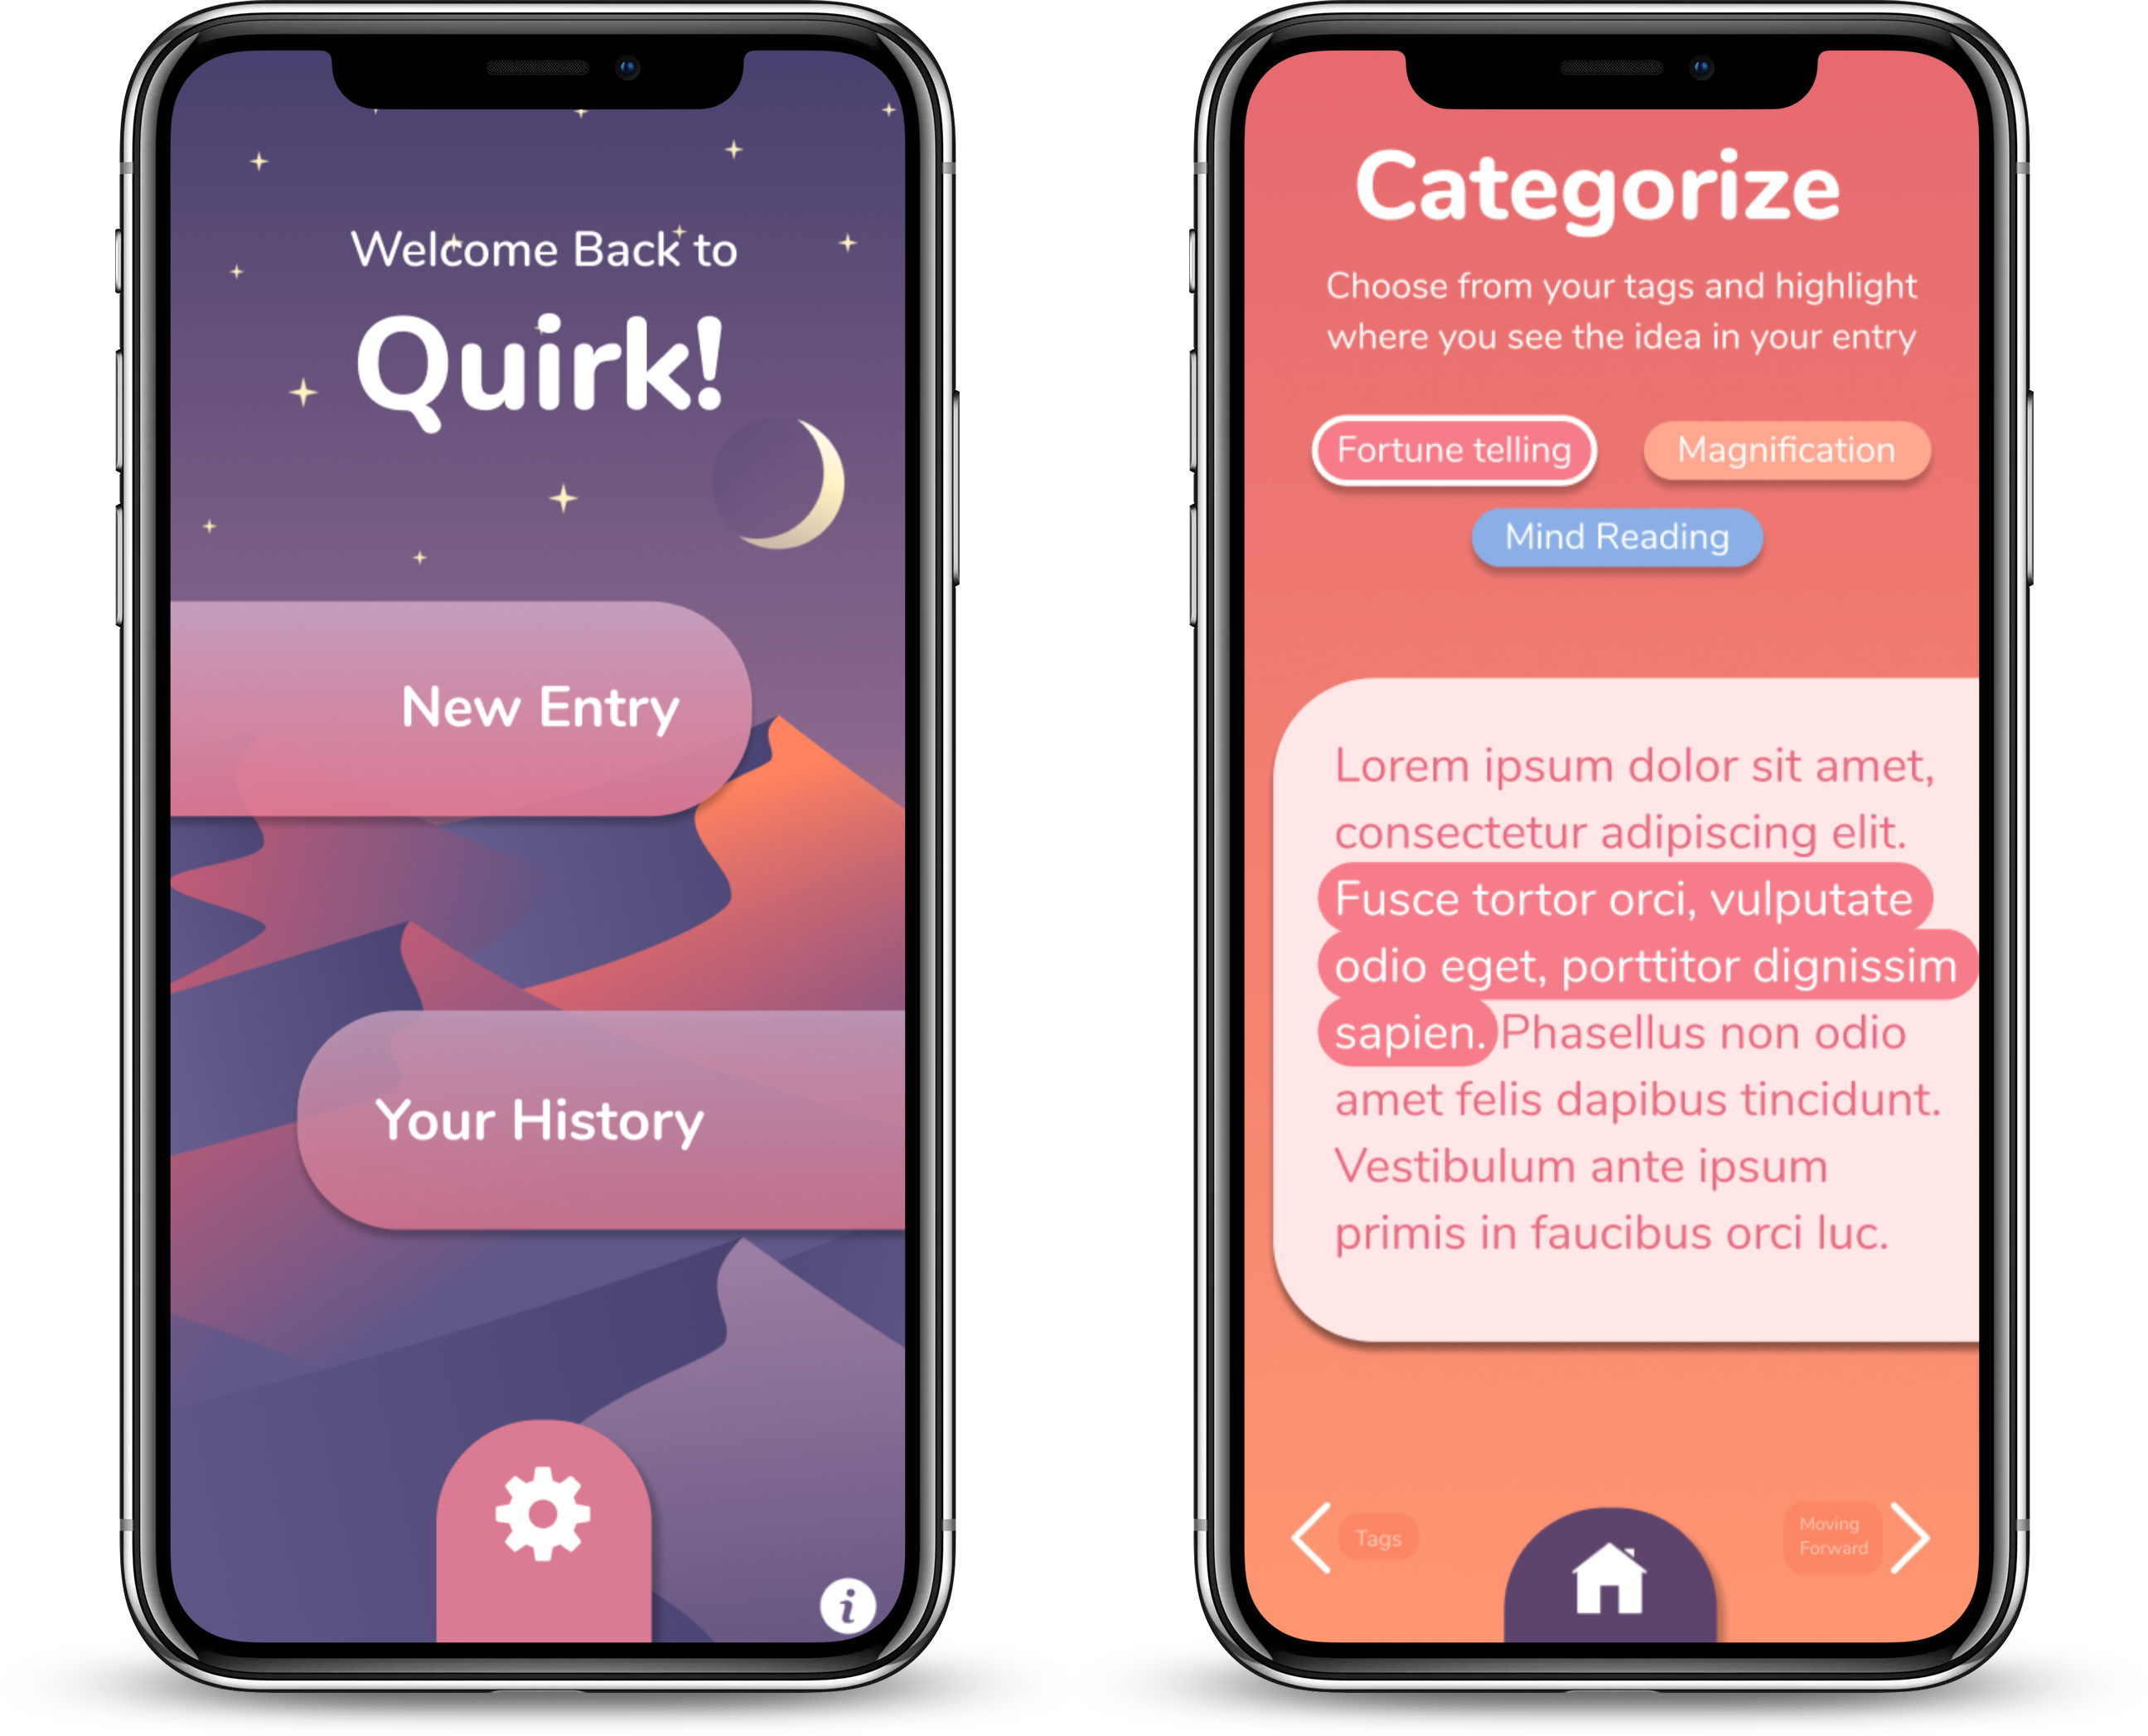 Welcome Back to
Quirk!
New Entry
Your History
i
Categorize
Choose from your tags and highlight
where you see the idea in your entry
Fortune telling
Magnification
Mind Reading
Lorem ipsum dolor sit amet,
consectetur adipiscing elit.
Fusce tortor orci, vulputate
odio eget, porttitor dignissim
sapien. Phasellus non odio
amet felis dapibus tincidunt.
Vestibulum ante ipsum
primis in faucibus orci luc.
Tags
Moving
Forward